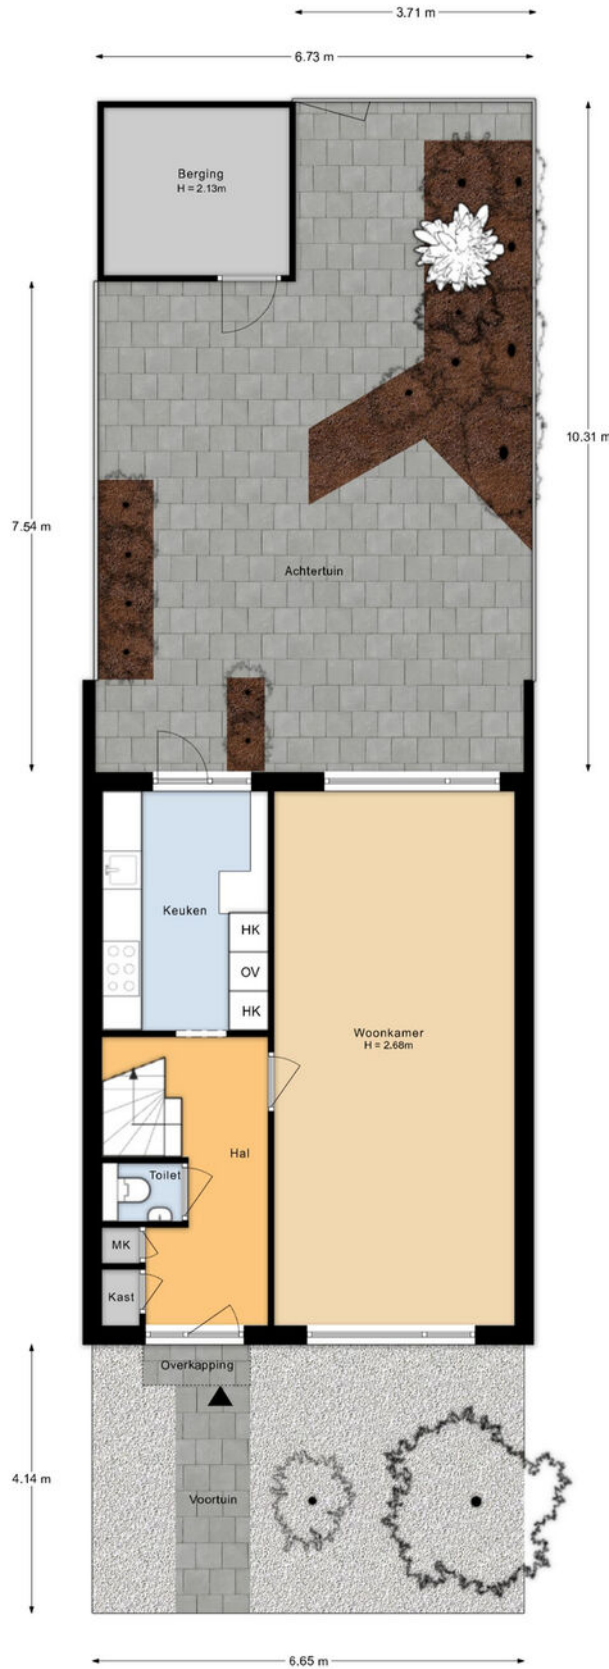 3.71 m
6.73 m
Berging
H = 2.13m
10.31 m
7.54 m
Achtertuin
Keuken
HK
OV
HK
Woonkamer
H = 2.68m
Hal
Toilet
MK
Kast
Overkapping
4.14 m
Voortuin
6.65 m